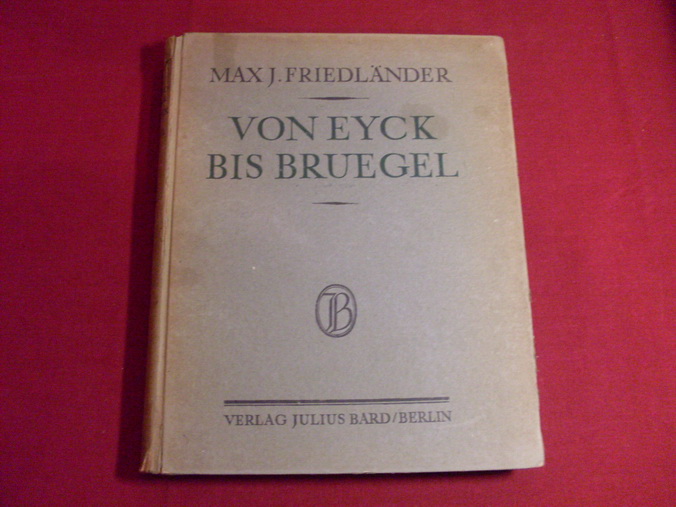 MAX J. FRIEDLÄNDER
VON EYCK
BIS BRUEGEL
JB
VERLAG JULIUS BARD/BERLIN